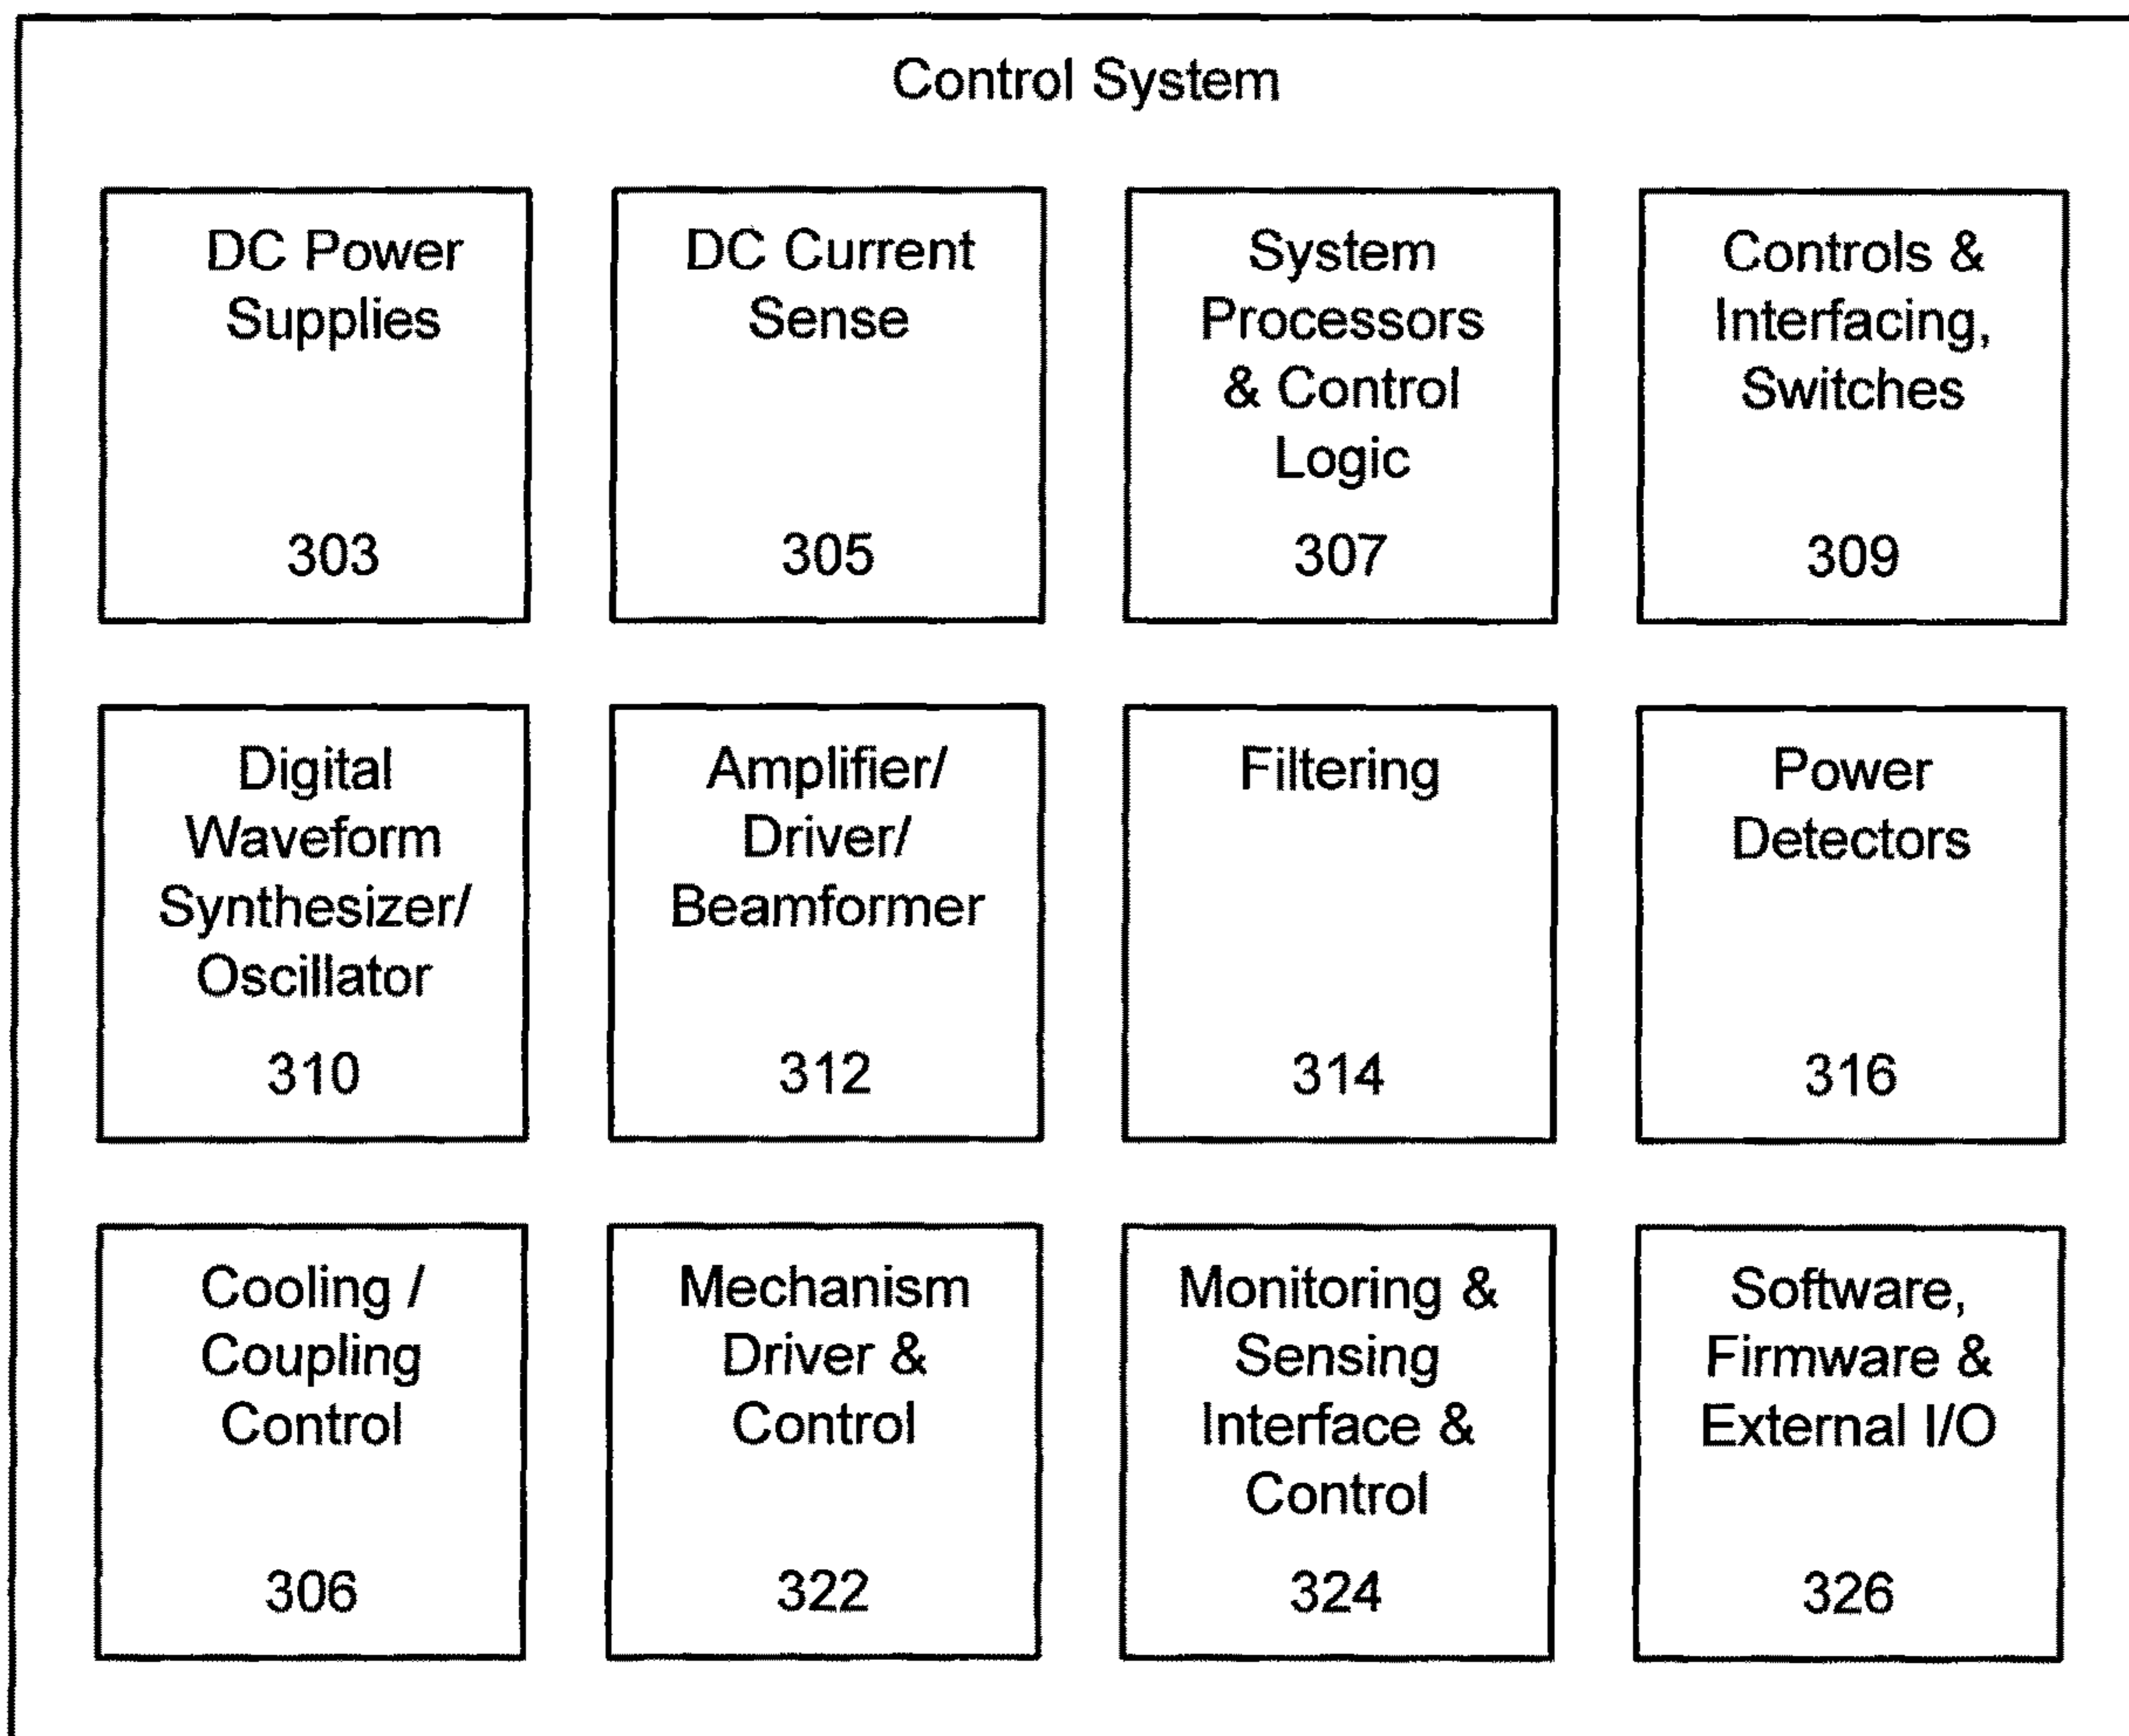 Control System
DC Power
Supplies
303
DC Current
Sense
305
System
Processors
& Control
Logic
307
Controls &
Interfacing,
Switches
309
Digital
Waveform
Synthesizer/
Oscillator
310
Amplifier/
Driver/
Beamformer
312
Filtering
314
Power
Detectors
316
Cooling /
Coupling
Control
306
Mechanism
Driver &
Control
322
Monitoring &
Sensing
Interface &
Control
324
Software,
Firmware &
External I/O
326